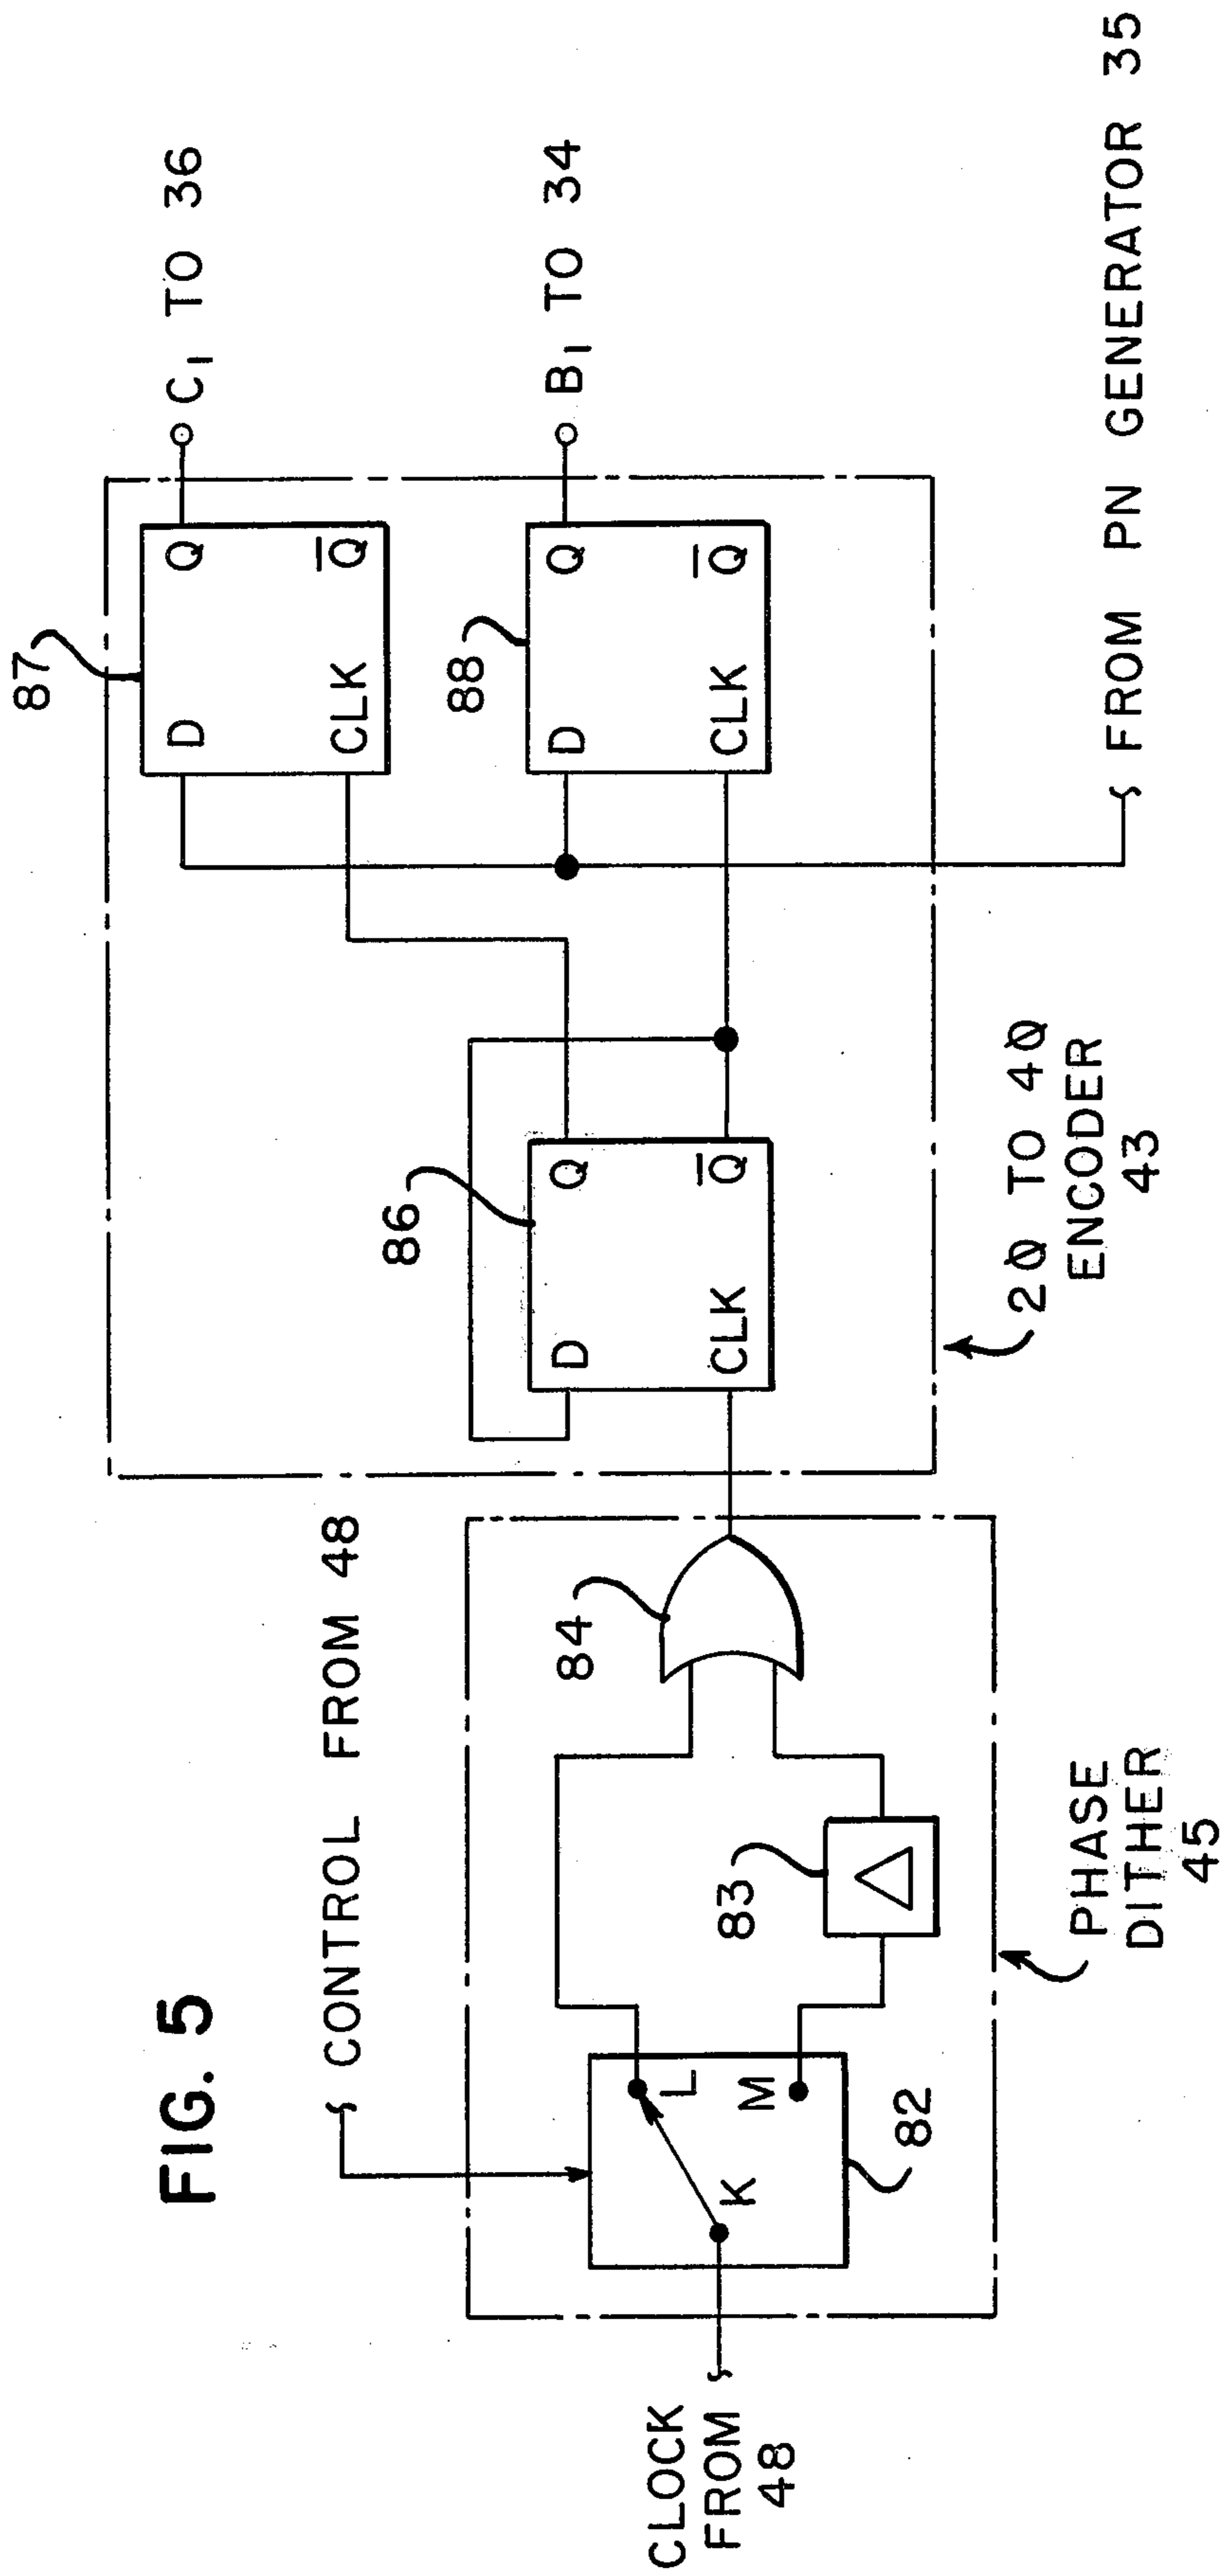 FIG. 5
CONTROL FROM 48
CLOCK
FROM
48
K
L
M
82
83
84
PHASE
DITHER
45
86
D
Q
CLK
Q̅
87
D
Q
CLK
Q̅
88
D
Q
CLK
Q̅
C1 TO 36
B1 TO 34
2Ø TO 4Ø
ENCODER
43
FROM PN GENERATOR 35